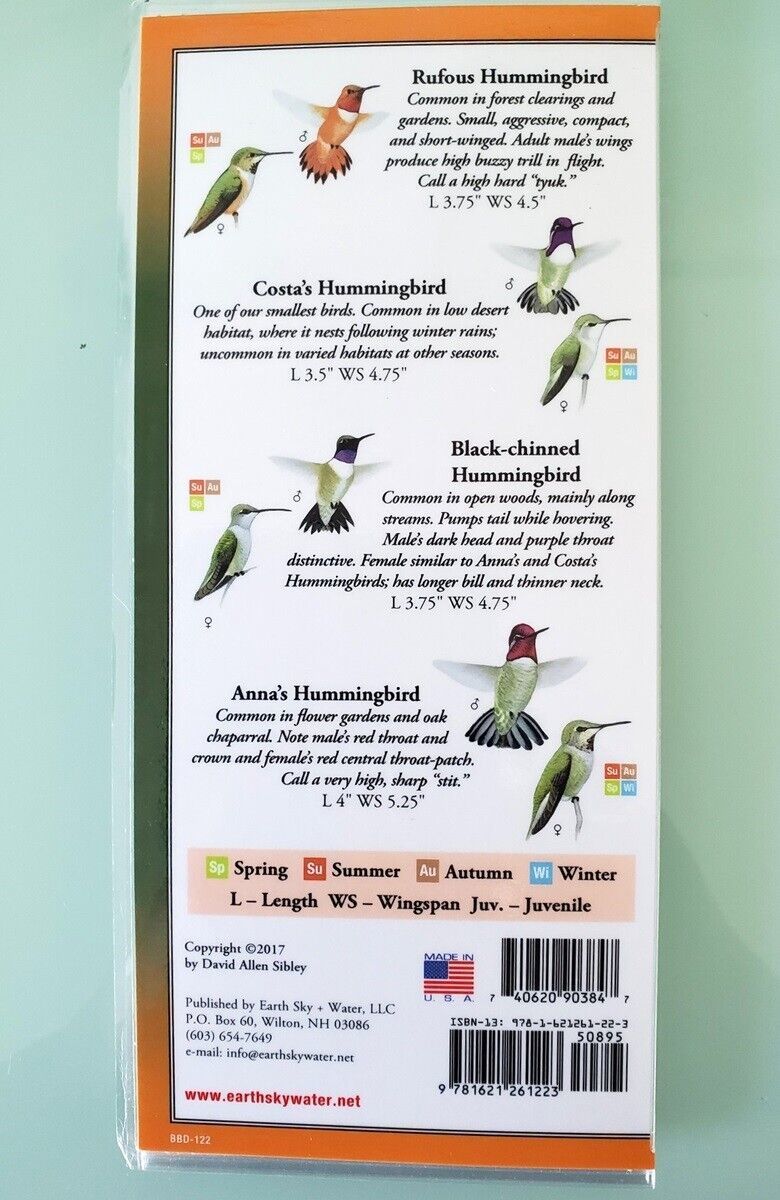 Rufous Hummingbird
Common in forest clearings and
gardens. Small, aggressive, compact,
and short-winged. Adult male's wings
produce high buzzy trill in flight.
Call a high hard "tyuk."
L 3.75" WS 4.5"
Su Au
Sp
♂
♀
Costa's Hummingbird
One of our smallest birds. Common in low desert
habitat, where it nests following winter rains;
uncommon in varied habitats at other seasons.
L 3.5" WS 4.75"
♂
Su Au
Sp Wi
♀
Black-chinned
Hummingbird
Common in open woods, mainly along
streams. Pumps tail while hovering.
Male's dark head and purple throat
distinctive. Female similar to Anna's and Costa's
Hummingbirds; has longer bill and thinner neck.
L 3.75" WS 4.75"
Su Au
Sp
♂
♀
Anna's Hummingbird
Common in flower gardens and oak
chaparral. Note male's red throat and
crown and female's red central throat-patch.
Call a very high, sharp "stit."
L 4" WS 5.25"
♂
Su Au
Sp Wi
♀
Sp Spring Su Summer Au Autumn Wi Winter
L – Length WS – Wingspan Juv. – Juvenile
Copyright ©2017
by David Allen Sibley
Published by Earth Sky + Water, LLC
P.O. Box 60, Wilton, NH 03086
(603) 654-7649
e-mail: info@earthskywater.net
www.earthskywater.net
MADE IN
U.S.A.
7 40620 90384 7
ISBN-13: 978-1-621261-22-3
50895
9 781621 261223
BBD-122